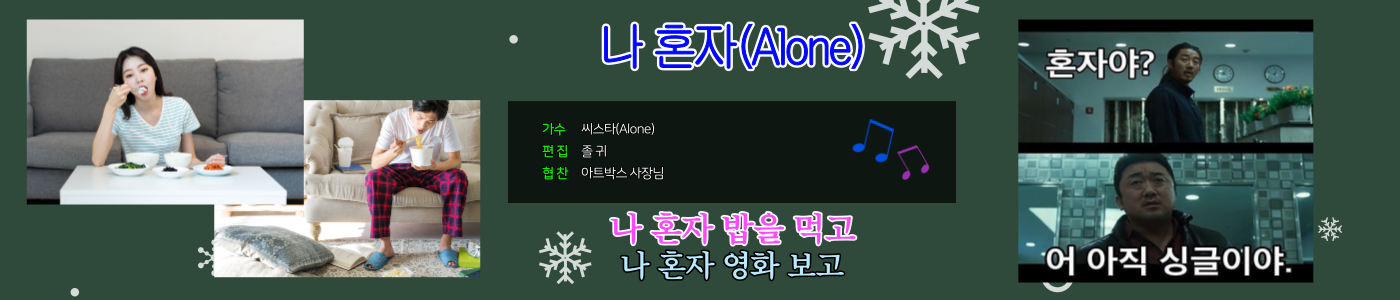 나 혼자(Alone)
가수 씨스타(Alone)
편집 졸귀
협찬 아트박스 사장님
나 혼자 밥을 먹고
나 혼자 영화 보고
혼자야?
어 아직 싱글이야.